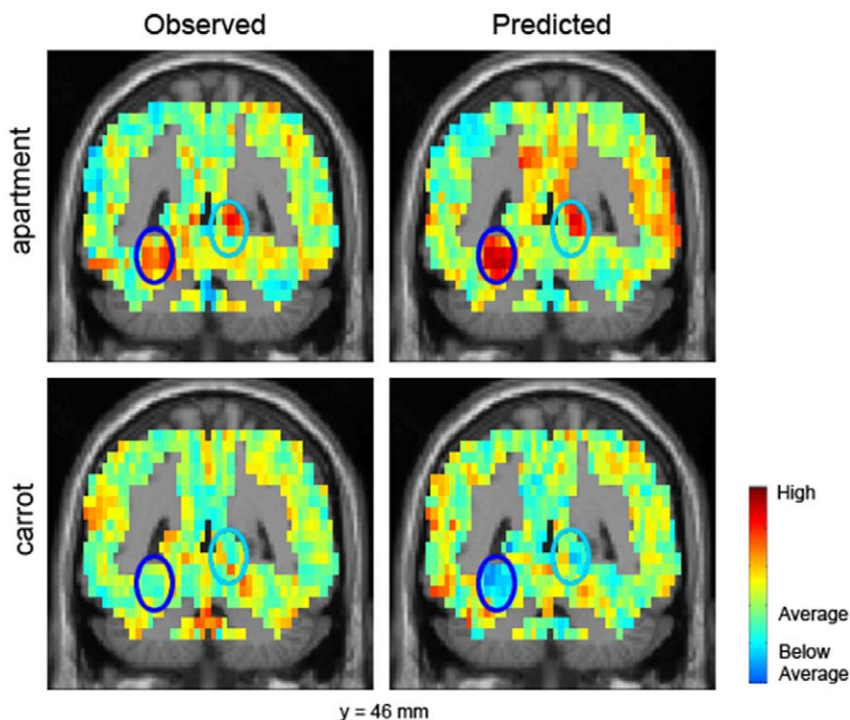 Observed
Predicted
apartment
carrot
High
Average
Below
Average
y = 46 mm